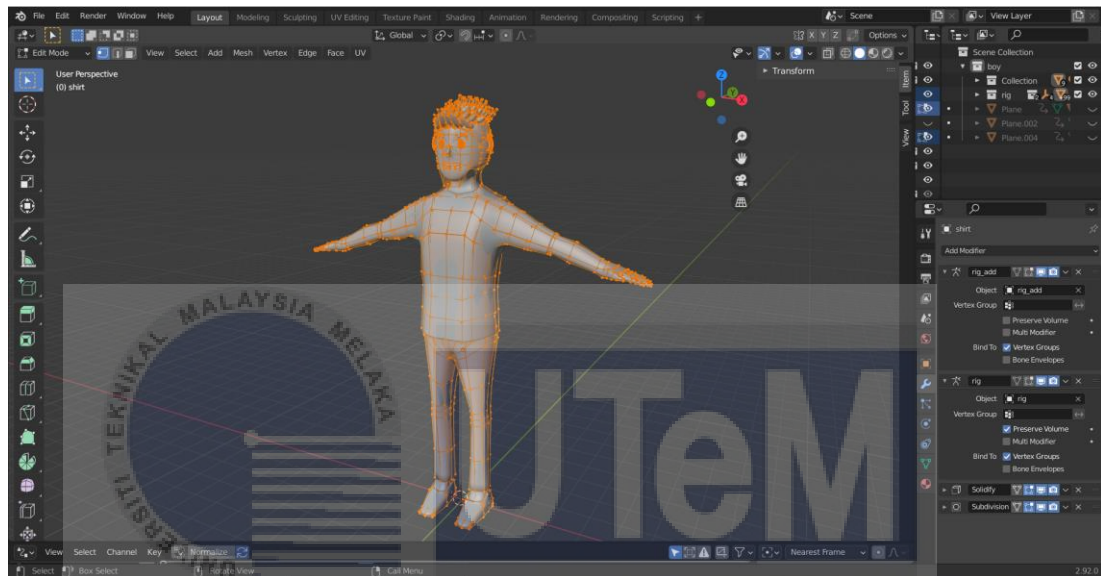 File Edit Render Window Help Layout Modeling Sculpting UV Editing Texture Paint Shading Animation Rendering Compositing Scripting + Scene View Layer
Global X Y Z Options
Edit Mode View Select Add Mesh Vertex Edge Face UV
User Perspective
(0) shirt
Transform
Item
Tool
View
Z
Y
X
Scene Collection
boy
Collection
rig
Plane
Plane.002
Plane.004
shirt
Add Modifier
rig_add
Object rig_add
Vertex Group
Preserve Volume
Multi Modifier
Bind To Vertex Groups
Bone Envelopes
rig
Object rig
Vertex Group
Preserve Volume
Multi Modifier
Bind To Vertex Groups
Bone Envelopes
Solidify
Subdivision
TEKNIKAL MALAYSIA MELAKA
UTeM
View Select Channel Key Normalize Nearest Frame
Select Box Select Rotate View Call Menu 2.92.0